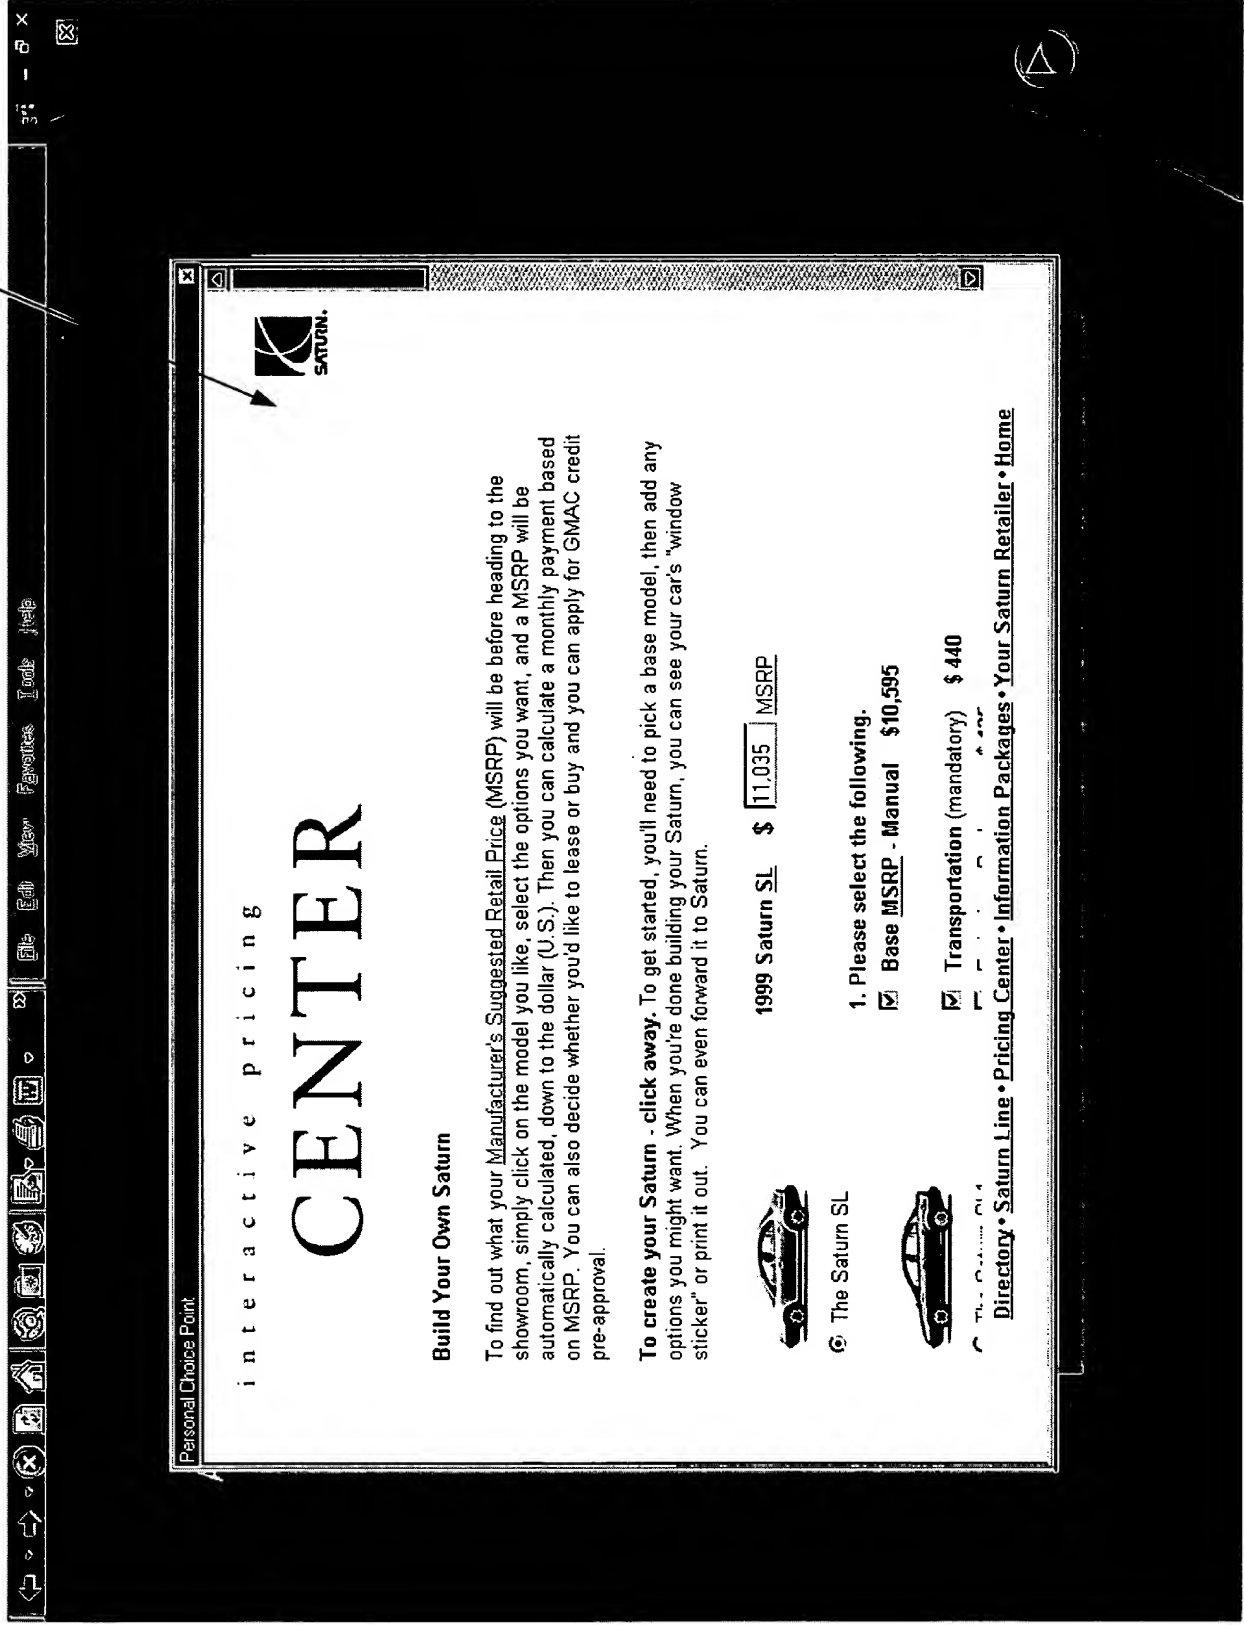 File Edit View Favorites Tools Help
Personal Choice Point
interactive pricing
CENTER
SATURN.
Build Your Own Saturn
To find out what your Manufacturer's Suggested Retail Price (MSRP) will be before heading to the
showroom, simply click on the model you like, select the options you want, and a MSRP will be
automatically calculated, down to the dollar (U.S.). Then you can calculate a monthly payment based
on MSRP. You can also decide whether you'd like to lease or buy and you can apply for GMAC credit
pre-approval.
To create your Saturn - click away. To get started, you'll need to pick a base model, then add any
options you might want. When you're done building your Saturn, you can see your car's "window
sticker" or print it out. You can even forward it to Saturn.
1999 Saturn SL $ 11,035 MSRP
The Saturn SL
1. Please select the following.
Base MSRP - Manual $10,595
Transportation (mandatory) $ 440
Directory • Saturn Line • Pricing Center • Information Packages • Your Saturn Retailer • Home